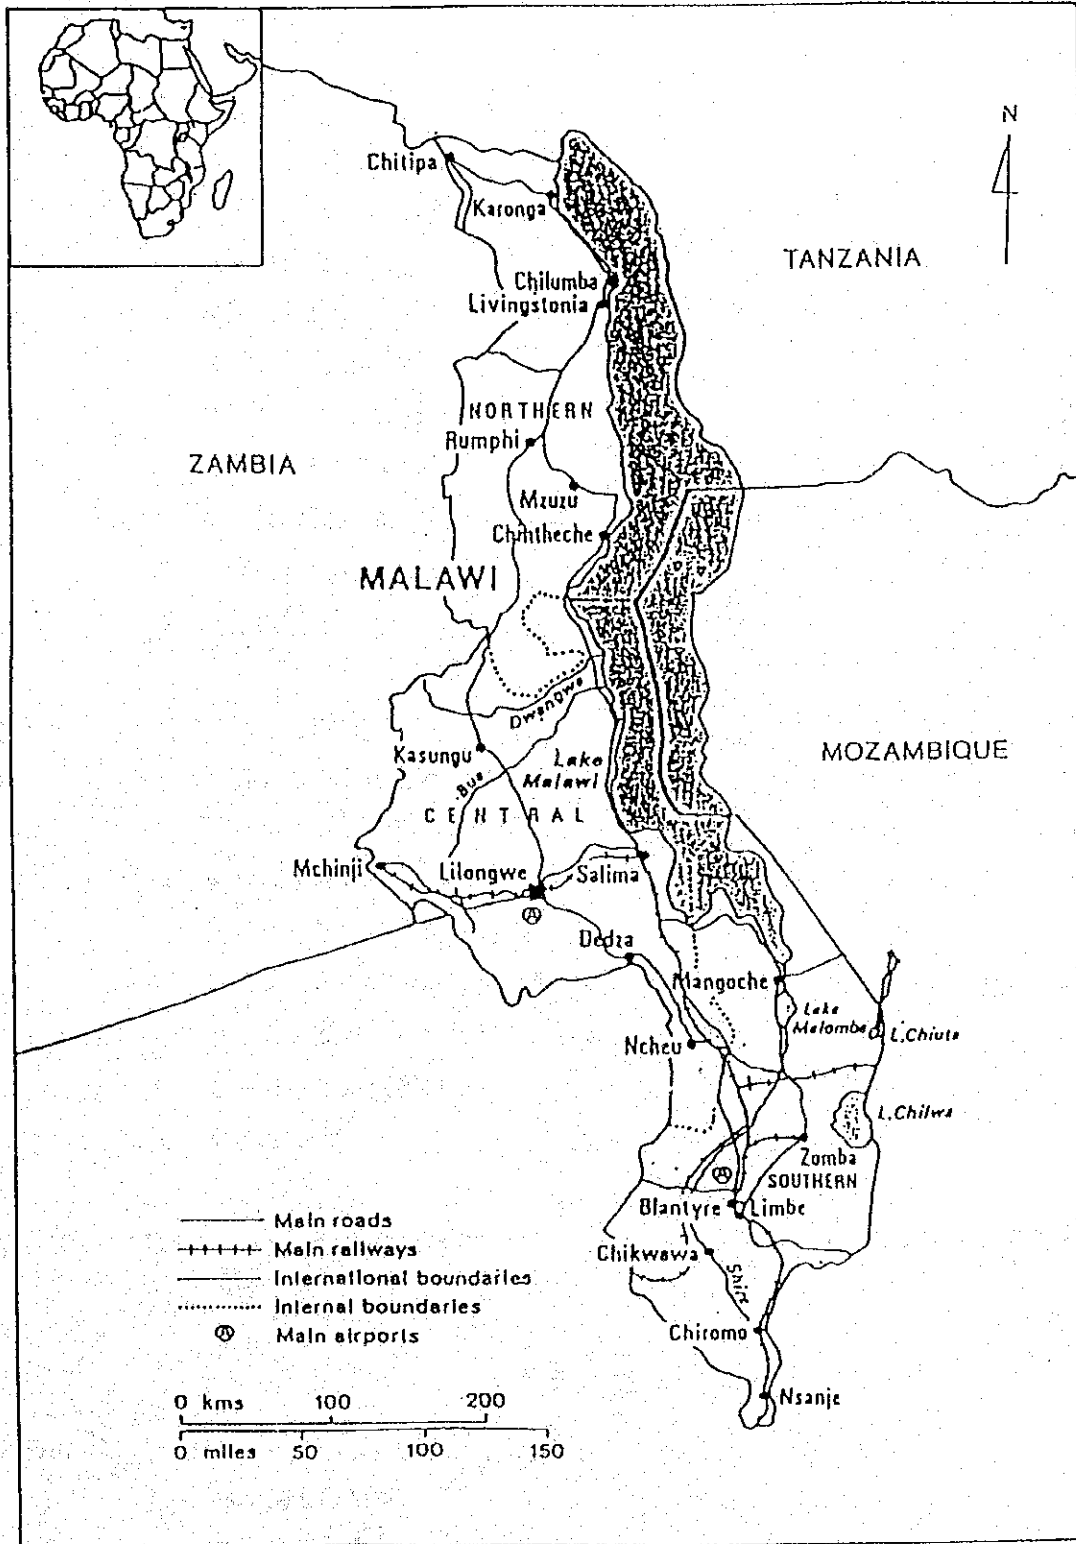 N
Chitipa
Karonga
TANZANIA
Chilumba
Livingstonia
NORTHERN
Rumphi
ZAMBIA
Mzuzu
Chintheche
MALAWI
Dwangwa
Kasungu
Lake
Malawi
MOZAMBIQUE
Bua
CENTRAL
Mchinji
Lilongwe
Salima
A
Dedza
Mangoche
Lake
Malombe
L.Chiuta
Ncheu
L.Chilwa
Zomba
SOUTHERN
A
Blantyre
Limbe
Chikwawa
Shire
Chiromo
Nsanje
Main roads
Main railways
International boundaries
Internal boundaries
A Main airports
0 kms 100 200
0 miles 50 100 150